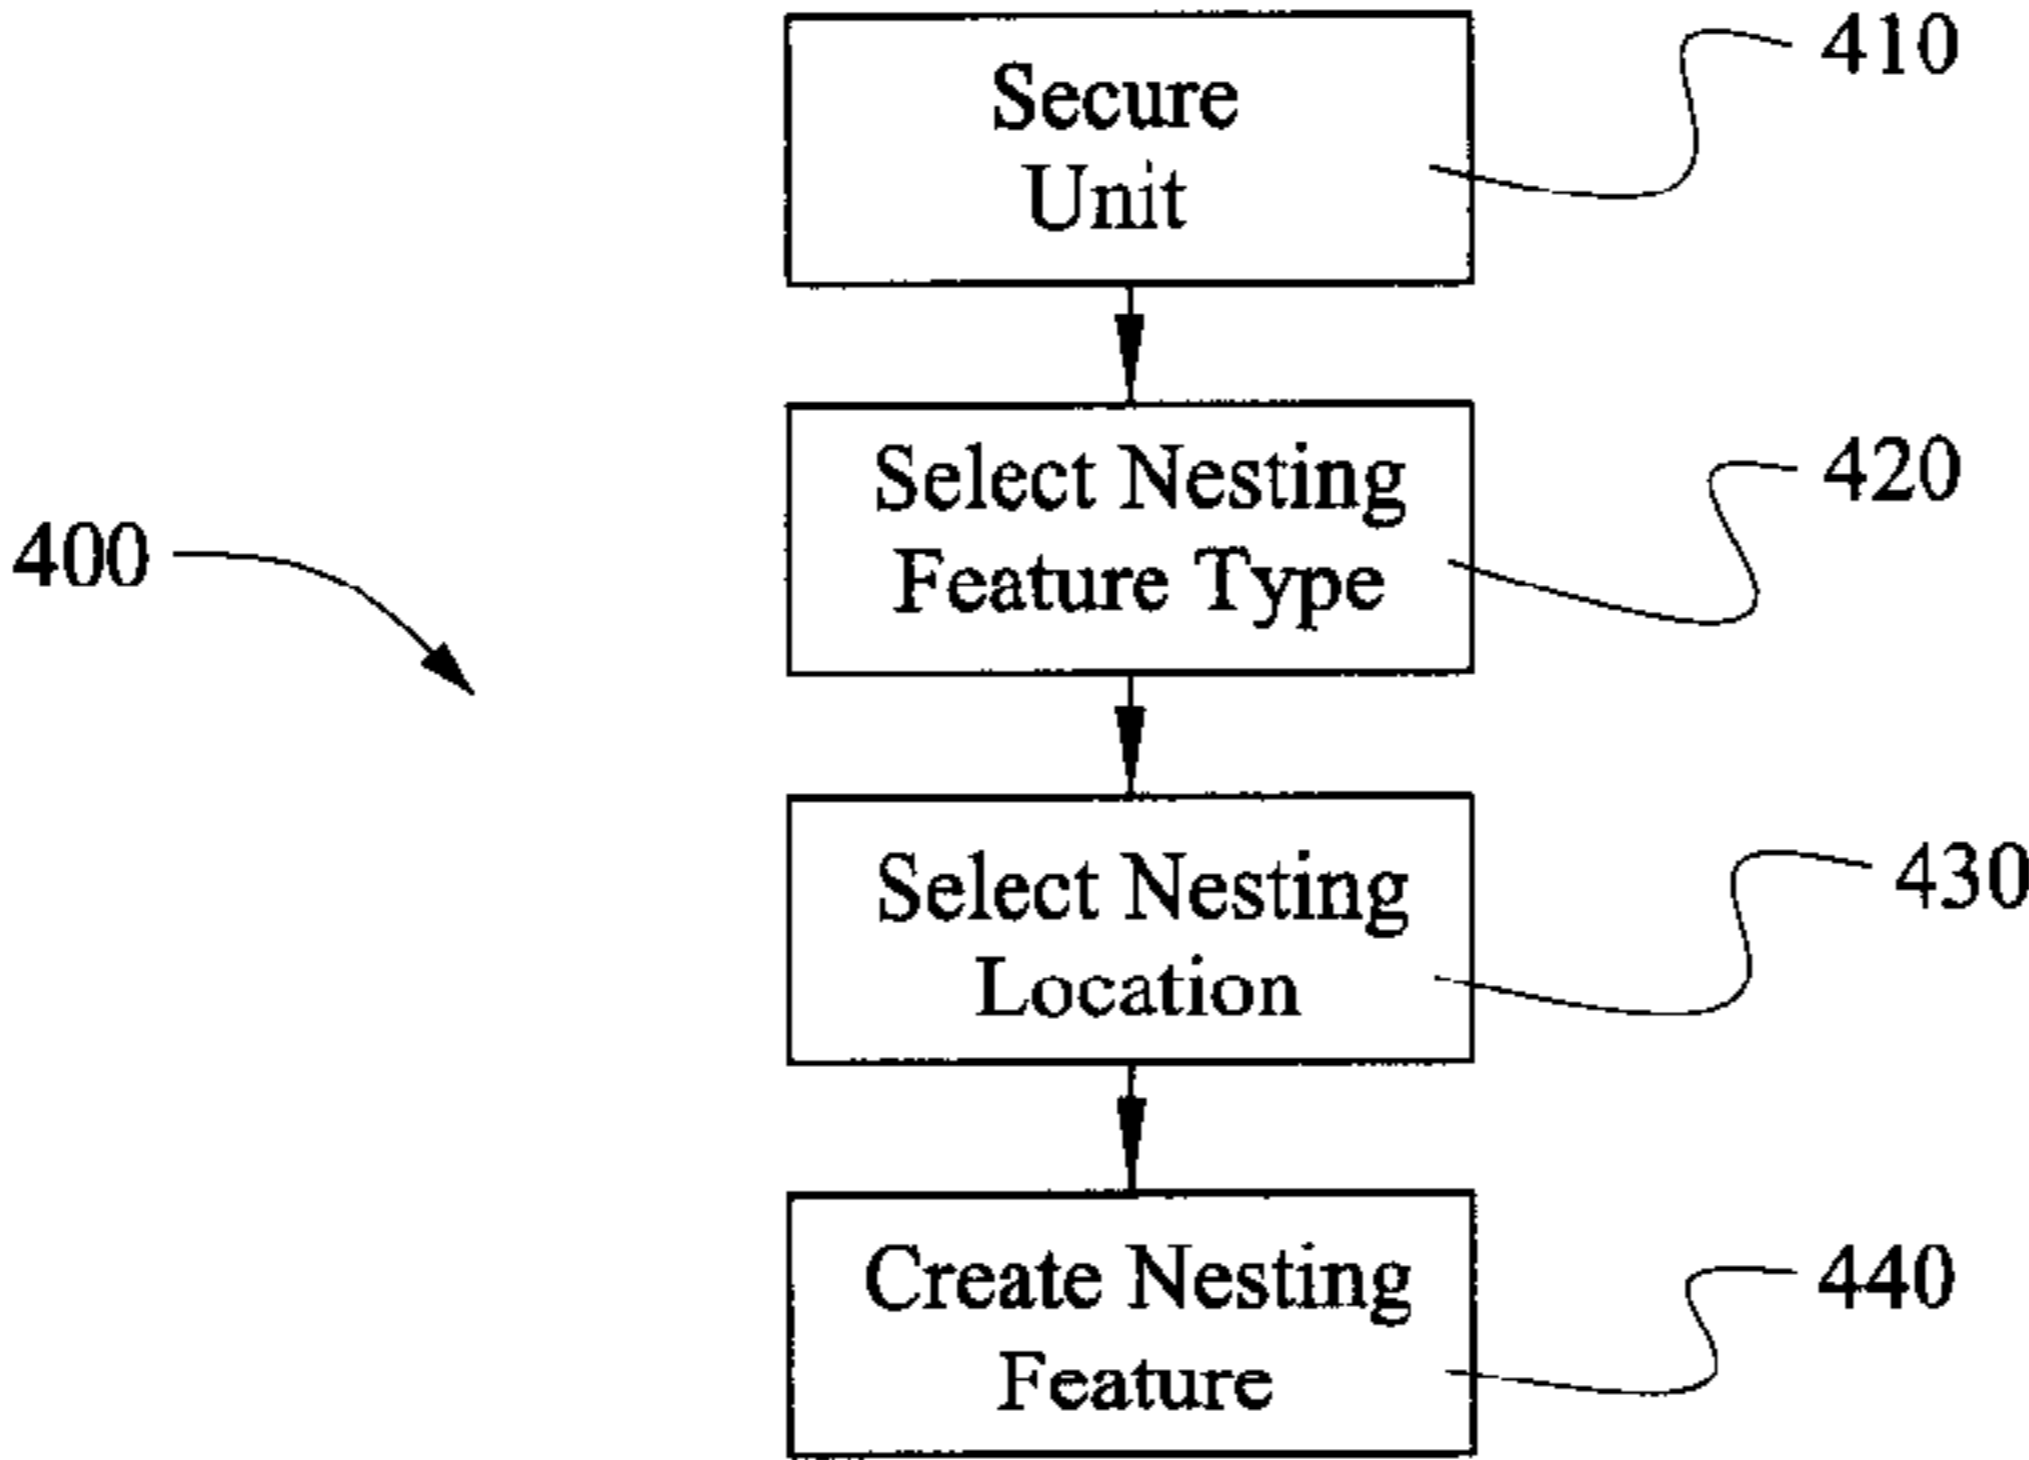 Secure
Unit
410
Select Nesting
Feature Type
420
400
Select Nesting
Location
430
Create Nesting
Feature
440